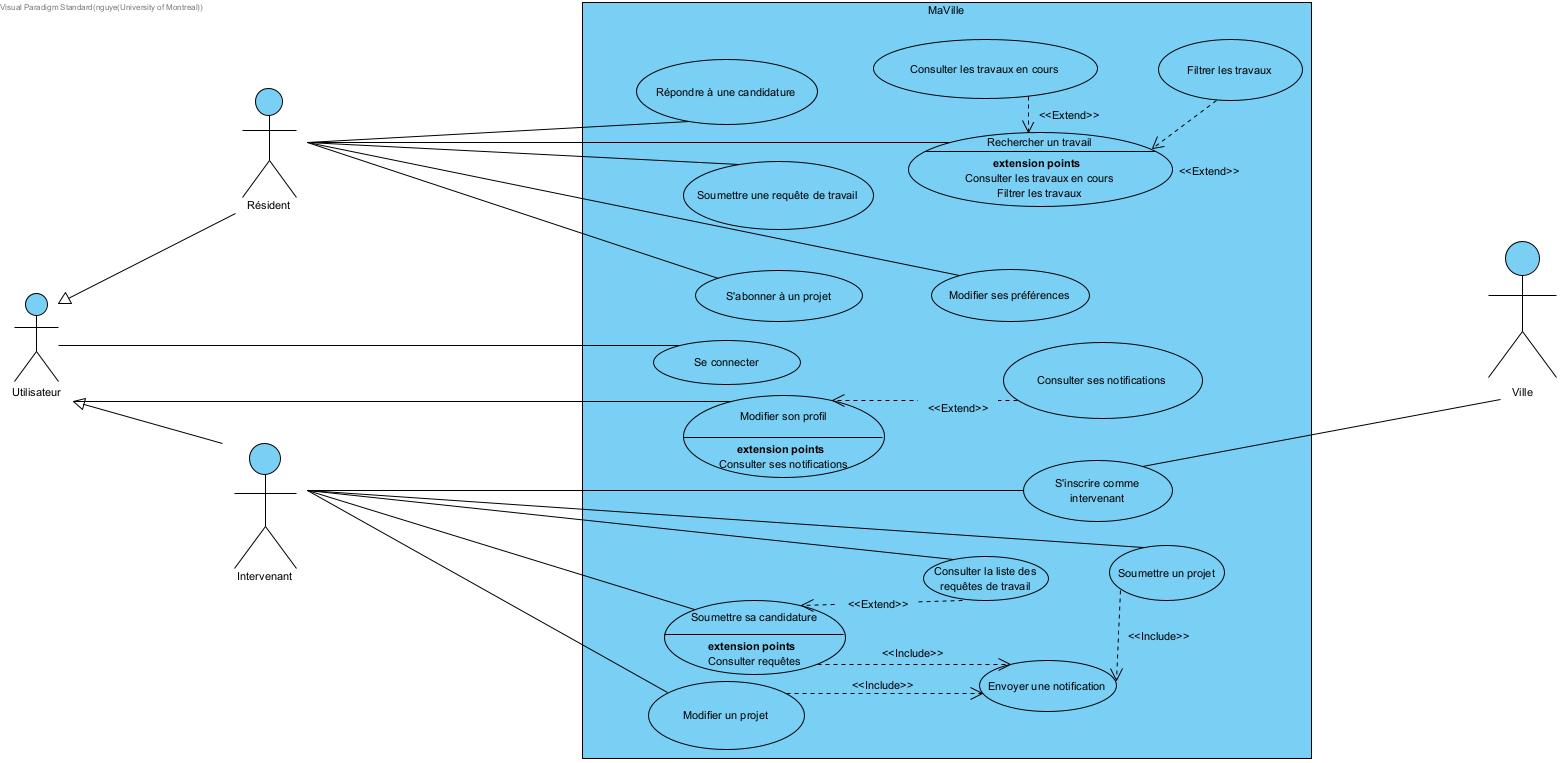 Visual Paradigm Standard(nguye(University of Montreal))
MaVille
Consulter les travaux en cours
Filtrer les travaux
Répondre à une candidature
<<Extend>>
Rechercher un travail
extension points
Consulter les travaux en cours
Filtrer les travaux
<<Extend>>
Soumettre une requête de travail
Résident
S'abonner à un projet
Modifier ses préférences
Se connecter
Consulter ses notifications
Utilisateur
Ville
<<Extend>>
Modifier son profil
extension points
Consulter ses notifications
S'inscrire comme
intervenant
Intervenant
Consulter la liste des
requêtes de travail
Soumettre un projet
<<Extend>>
Soumettre sa candidature
extension points
Consulter requêtes
<<Include>>
<<Include>>
<<Include>>
Envoyer une notification
Modifier un projet